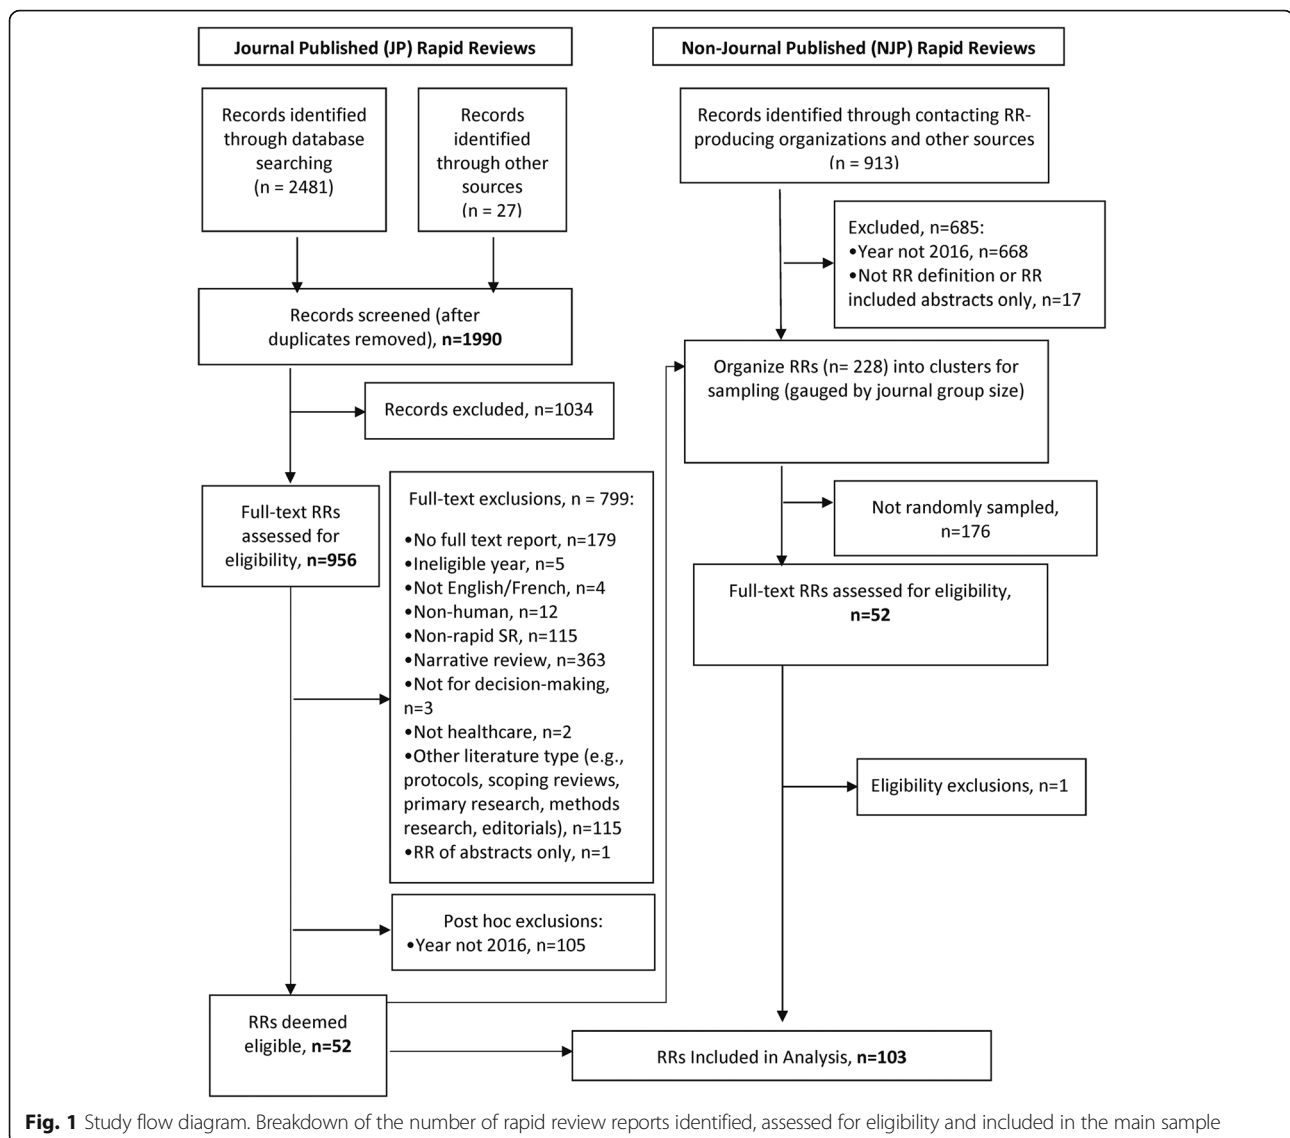 Journal Published (JP) Rapid Reviews
Non-Journal Published (NJP) Rapid Reviews
Records identified
through database
searching
(n = 2481)
Records
identified
through other
sources
(n = 27)
Records identified through contacting RR-
producing organizations and other sources
(n = 913)
Excluded, n=685:
•Year not 2016, n=668
•Not RR definition or RR
included abstracts only, n=17
Records screened (after
duplicates removed), n=1990
Organize RRs (n= 228) into clusters for
sampling (gauged by journal group size)
Records excluded, n=1034
Full-text RRs
assessed for
eligibility, n=956
Full-text exclusions, n = 799:
•No full text report, n=179
•Ineligible year, n=5
•Not English/French, n=4
•Non-human, n=12
•Non-rapid SR, n=115
•Narrative review, n=363
•Not for decision-making,
n=3
•Not healthcare, n=2
•Other literature type (e.g.,
protocols, scoping reviews,
primary research, methods
research, editorials), n=115
•RR of abstracts only, n=1
Not randomly sampled,
n=176
Full-text RRs assessed for eligibility,
n=52
Eligibility exclusions, n=1
Post hoc exclusions:
•Year not 2016, n=105
RRs deemed
eligible, n=52
RRs Included in Analysis, n=103
Fig. 1 Study flow diagram. Breakdown of the number of rapid review reports identified, assessed for eligibility and included in the main sample